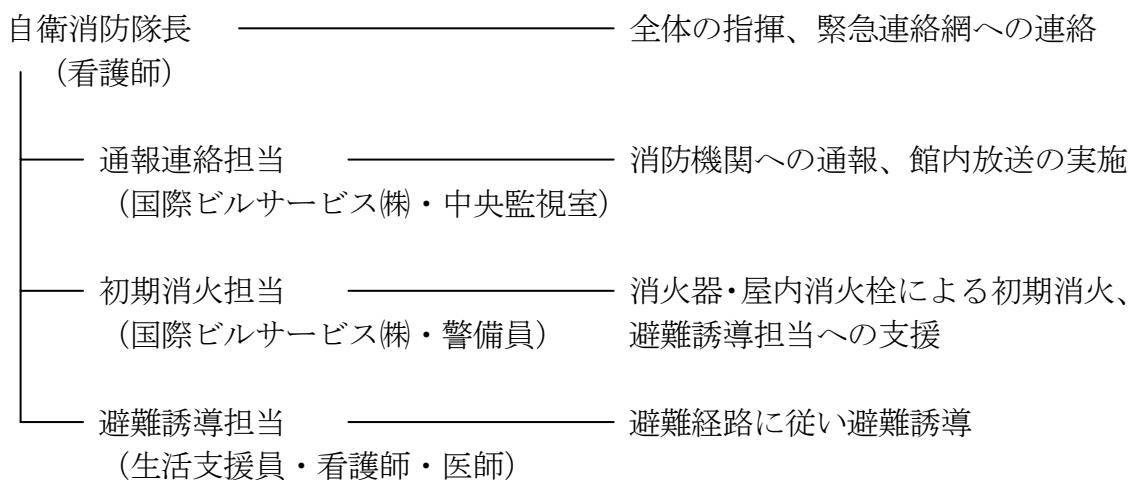 自衛消防隊長 全体の指揮、緊急連絡網への連絡
（看護師）
通報連絡担当 消防機関への通報、館内放送の実施
（国際ビルサービス㈱・中央監視室）
初期消火担当 消火器・屋内消火栓による初期消火、
（国際ビルサービス㈱・警備員） 避難誘導担当への支援
避難誘導担当 避難経路に従い避難誘導
（生活支援員・看護師・医師）